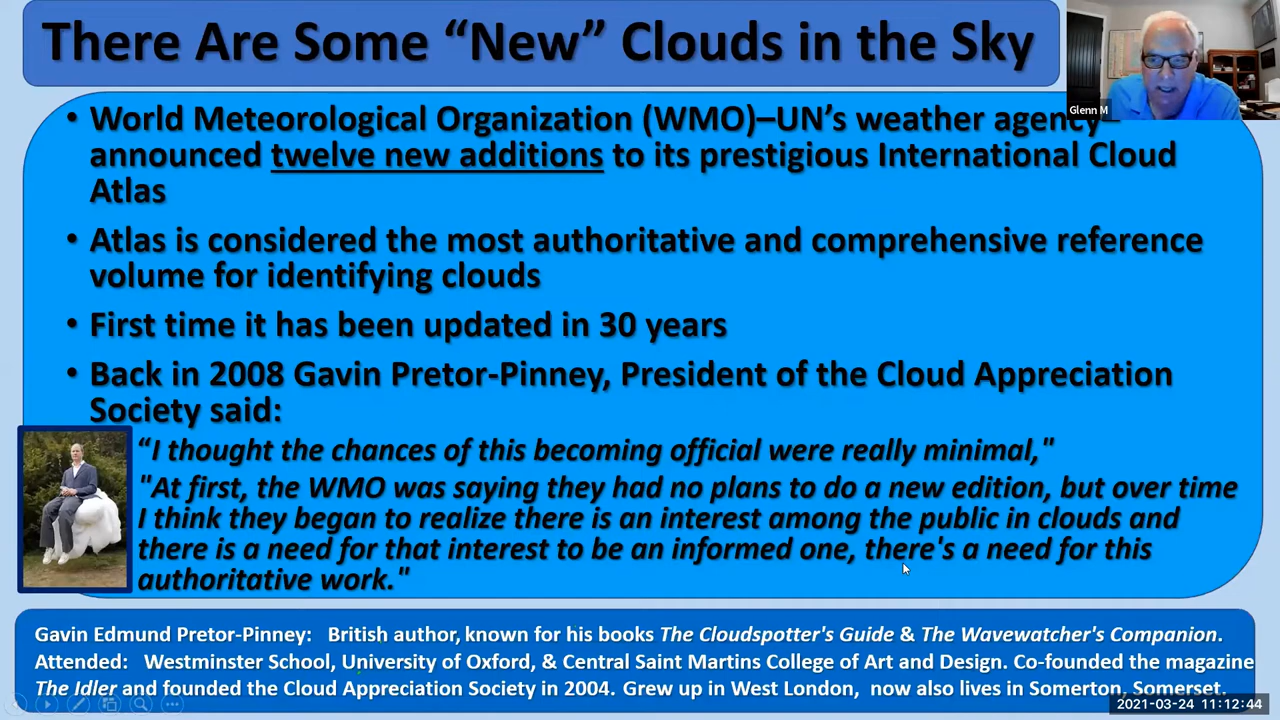 There Are Some “New” Clouds in the Sky
Glenn M
• World Meteorological Organization (WMO)–UN’s weather agency–
announced twelve new additions to its prestigious International Cloud
Atlas
• Atlas is considered the most authoritative and comprehensive reference
volume for identifying clouds
• First time it has been updated in 30 years
• Back in 2008 Gavin Pretor-Pinney, President of the Cloud Appreciation
Society said:
“I thought the chances of this becoming official were really minimal,"
"At first, the WMO was saying they had no plans to do a new edition, but over time
I think they began to realize there is an interest among the public in clouds and
there is a need for that interest to be an informed one, there's a need for this
authoritative work."
Gavin Edmund Pretor-Pinney: British author, known for his books The Cloudspotter's Guide & The Wavewatcher's Companion.
Attended: Westminster School, University of Oxford, & Central Saint Martins College of Art and Design. Co-founded the magazine
The Idler and founded the Cloud Appreciation Society in 2004. Grew up in West London, now also lives in Somerton, Somerset.
2021-03-24 11:12:44